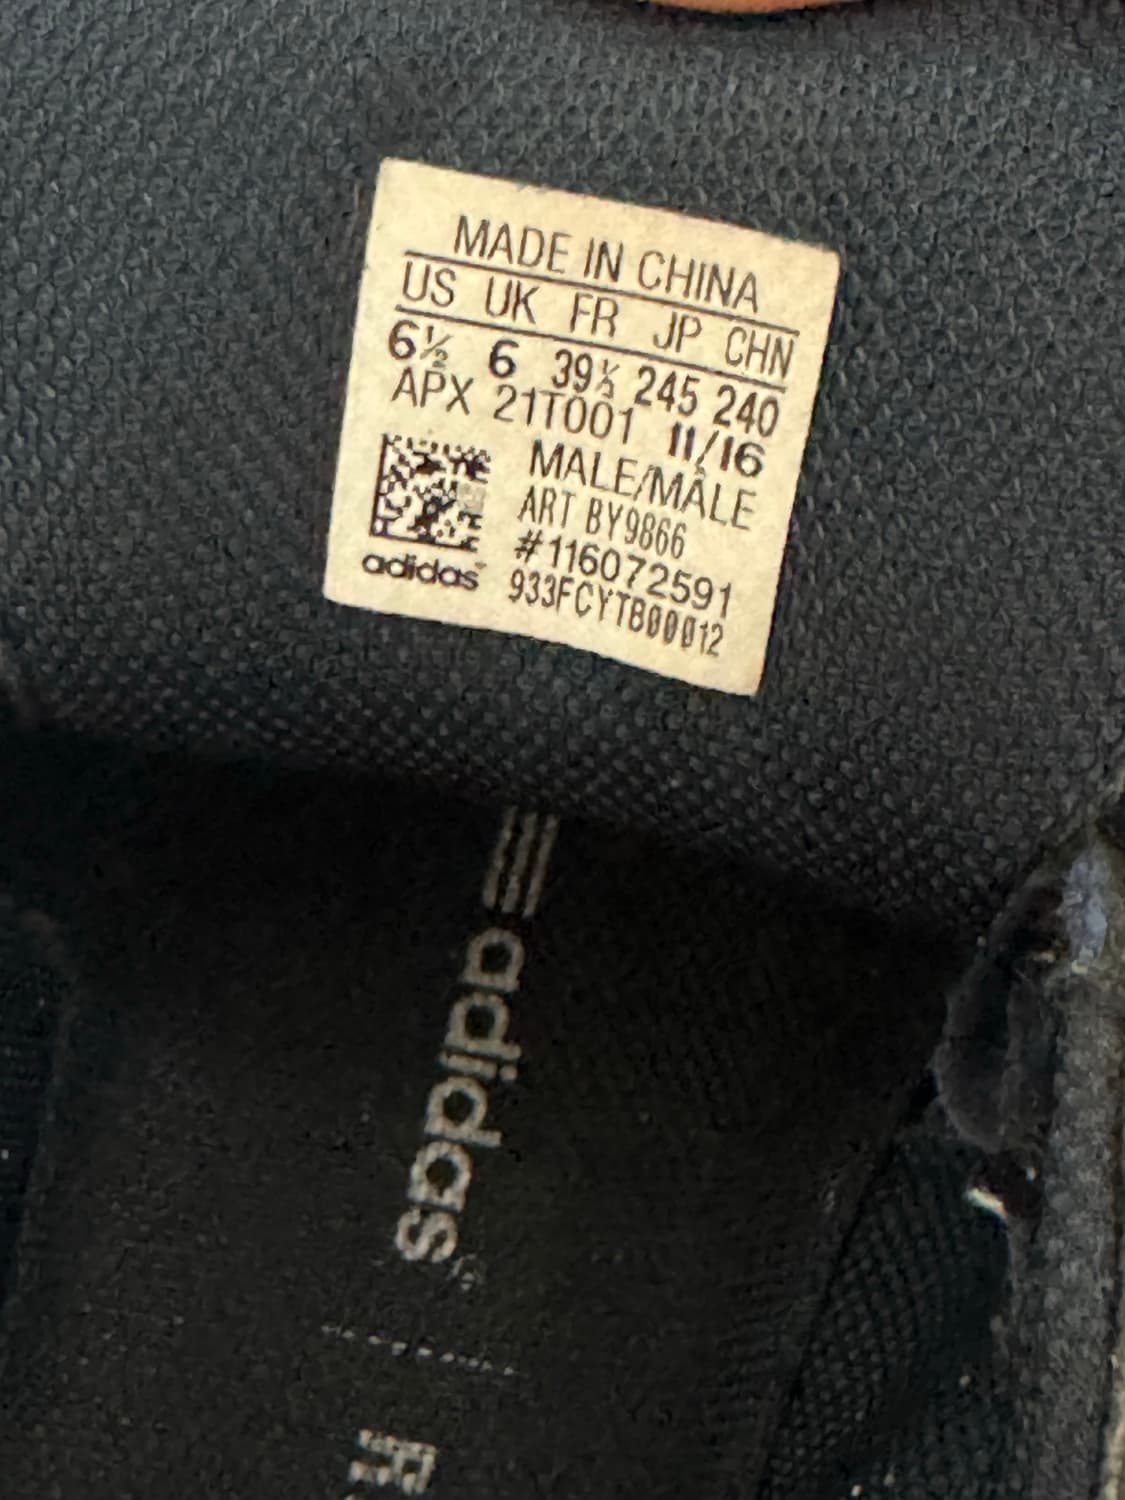 MADE IN CHINA
US UK FR JP CHN
6½ 6 39⅓ 245 240
APX 21T001 11/16
MALE/MÂLE
ART BY9866
#116072591
933FCYTB00012
adidas
adidas